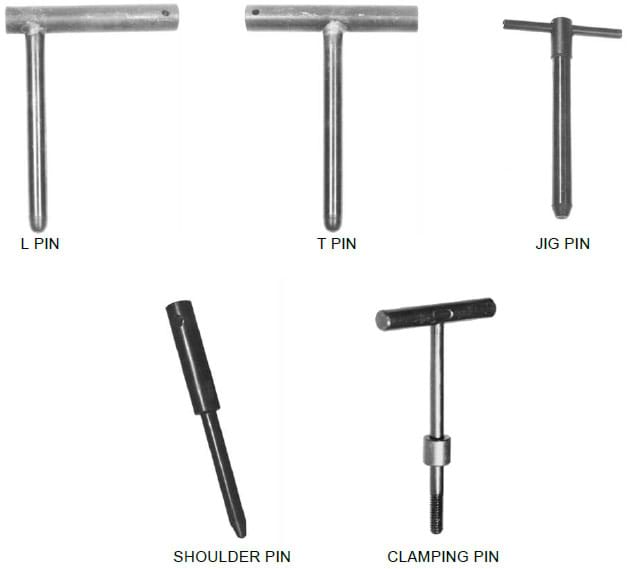 L PIN
T PIN
JIG PIN
SHOULDER PIN
CLAMPING PIN